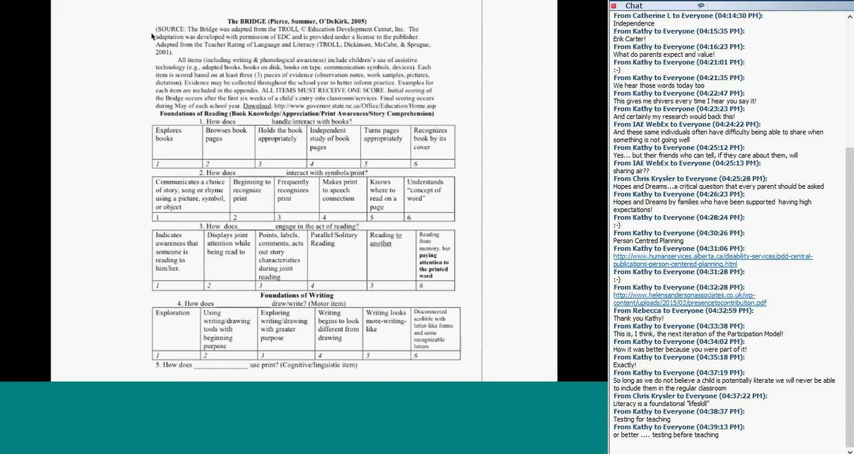 The BRIDGE (Pierce, Summer, O'DeKirk, 2005)
(SOURCE: The Bridge was adapted from the TROLL © Education Development Center, Inc. The
adaptation was developed with permission of EDC and is provided under a license to the publisher.
Adapted from the Teacher Rating of Language and Literacy (TROLL; Dickinson, McCabe, & Sprague,
2001).
All items (including writing & phonological awareness) include children's use of assistive
technology (e.g., adapted books, books on disk, books on tape, communication symbols, devices). Each
item is scored based on at least three (3) pieces of evidence (observation notes, work samples, pictures,
dictation). Evidence may be collected throughout the school year to better inform practice. Examples for
each item are included in the appendix. ALL ITEMS MUST RECEIVE ONE SCORE. Initial scoring of
the Bridge occurs after the first six weeks of a child's entry into classroom/services. Final scoring occurs
during May of each school year. Download: http://www.governor.state.nc.us/Office/Education/Home.asp
Foundations of Reading (Book Knowledge/Appreciation/Print Awareness/Story Comprehension)
1. How does ________ handle/interact with books?
Explores books
Browses book pages
Holds the book appropriately
Independent study of book pages
Turns pages appropriately
Recognizes book by its cover
1 2 3 4 5 6
2. How does ________ interact with symbols/print?
Communicates a choice of story, song or rhyme using a picture, symbol, or object
Beginning to recognize print
Frequently recognizes print
Makes print to speech connection
Knows where to read on a page
Understands "concept of word"
1 2 3 4 5 6
3. How does ________ engage in the act of reading?
Indicates awareness that someone is reading to him/her.
Displays joint attention while being read to
Points, labels, comments, acts out story characteristics during joint reading
Parallel/Solitary Reading
Reading to another
Reading from memory, but paying attention to the printed word
1 2 3 4 5 6
Foundations of Writing
4. How does ________ draw/write? (Motor item)
Exploration
Using writing/drawing tools with beginning purpose
Exploring writing/drawing with greater purpose
Writing begins to look different from drawing
Writing looks more-writing-like
Disconnected scribble with letter-like forms and some recognizable letters
1 2 3 4 5 6
5. How does ________ use print? (Cognitive/linguistic item)
Chat
From Catherine L to Everyone (04:14:30 PM):
Independence
From Kathy to Everyone (04:15:35 PM):
Erik Carter!
From Kathy to Everyone (04:16:23 PM):
What do parents expect and value!
From Kathy to Everyone (04:21:01 PM):
:-)
From Kathy to Everyone (04:21:35 PM):
We hear those words today too
From Kathy to Everyone (04:22:47 PM):
This gives me shivers every time I hear you say it!
From Kathy to Everyone (04:23:23 PM):
And certainly my research would back this!
From IAE WebEx to Everyone (04:24:22 PM):
And these same individuals often have difficulty being able to share when
something is not going well
From Kathy to Everyone (04:25:12 PM):
Yes... but their friends who can tell, if they care about them, will
From IAE WebEx to Everyone (04:25:13 PM):
sharing air??
From Chris Krysler to Everyone (04:25:28 PM):
Hopes and Dreams...a critical question that every parent should be asked
From Kathy to Everyone (04:26:23 PM):
Hopes and Dreams by families who have been supported having high
expectations!
From Kathy to Everyone (04:28:24 PM):
:-)
From Kathy to Everyone (04:30:26 PM):
Person Centred Planning
From Kathy to Everyone (04:31:06 PM):
http://www.humanservices.alberta.ca/disability-services/pdd-central-
publications-person-centered-planning.html
From Kathy to Everyone (04:31:28 PM):
:-)
From Kathy to Everyone (04:31:28 PM):
http://www.helensandersonassociates.co.uk/wp-
content/uploads/2015/02/presencetocontribution.pdf
From Rebecca to Everyone (04:32:59 PM):
Thank you Kathy!
From Kathy to Everyone (04:33:38 PM):
This is, I think, the next iteration of the Participation Model!
From Kathy to Everyone (04:34:02 PM):
How it was better because you were part of it!
From Kathy to Everyone (04:35:18 PM):
Exactly!
From Kathy to Everyone (04:37:19 PM):
So long as we do not believe a child is potentially literate we will never be able
to include them in the regular classroom
From Chris Krysler to Everyone (04:37:22 PM):
Literacy is a foundational "lifeskill"
From Kathy to Everyone (04:38:37 PM):
Testing for teaching
From Kathy to Everyone (04:39:13 PM):
or better .... testing before teaching